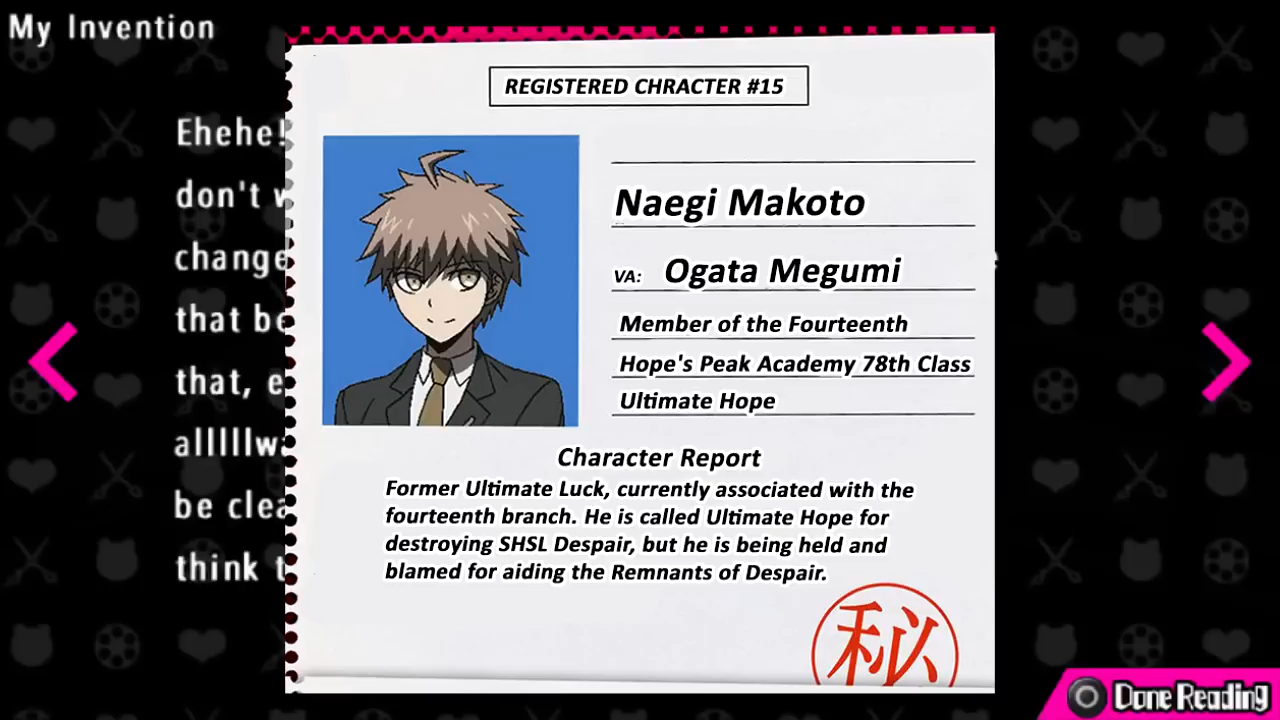 My Invention
REGISTERED CHRACTER #15
Naegi Makoto
VA: Ogata Megumi
Member of the Fourteenth
Hope's Peak Academy 78th Class
Ultimate Hope
Character Report
Former Ultimate Luck, currently associated with the
fourteenth branch. He is called Ultimate Hope for
destroying SHSL Despair, but he is being held and
blamed for aiding the Remnants of Despair.
秘
Ehehe!
don't
change
that
that,
be
think
Done Reading